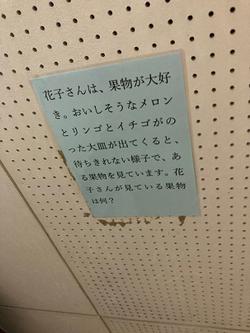 花子さんは、果物が大好
き。おいしそうなメロン
とリンゴとイチゴがの
った大皿が出てくると、
待ちきれない様子で、あ
る果物を見ています。花
子さんが見ている果物
は何？